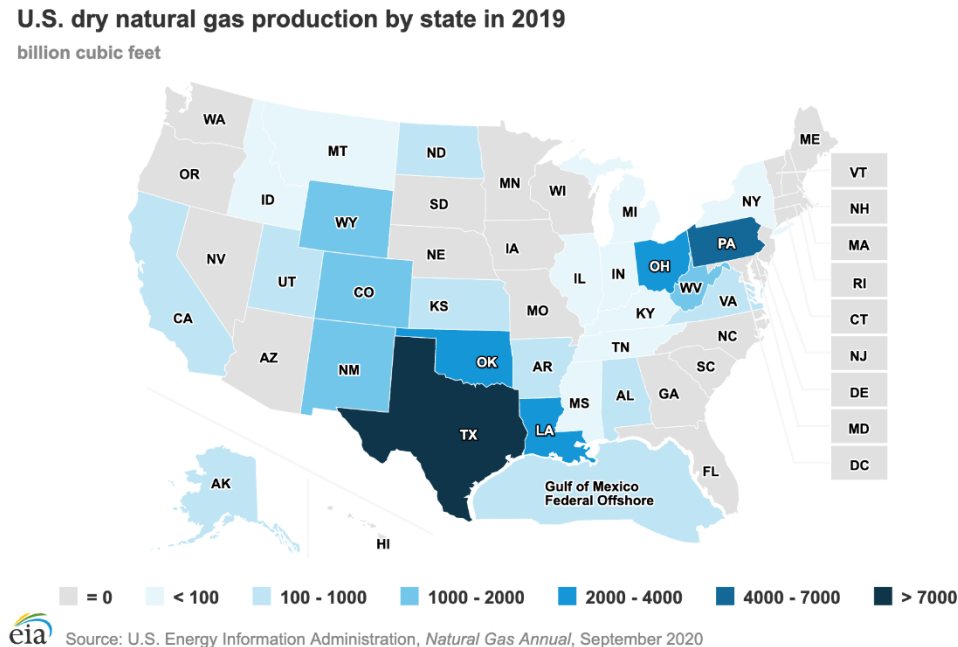 U.S. dry natural gas production by state in 2019
billion cubic feet
WA
ME
MT
ND
VT
OR
MN
ID
WI
SD
NY
NH
WY
MI
MA
IA
PA
NE
NV
OH
RI
UT
IL
IN
CO
WV
VA
KS
CA
MO
KY
CT
NC
TN
AZ
OK
NJ
NM
AR
SC
GA
DE
MS
AL
TX
LA
MD
DC
FL
AK
Gulf of Mexico
Federal Offshore
HI
= 0
< 100
100 - 1000
1000 - 2000
2000 - 4000
4000 - 7000
> 7000
eia
Source: U.S. Energy Information Administration, Natural Gas Annual, September 2020